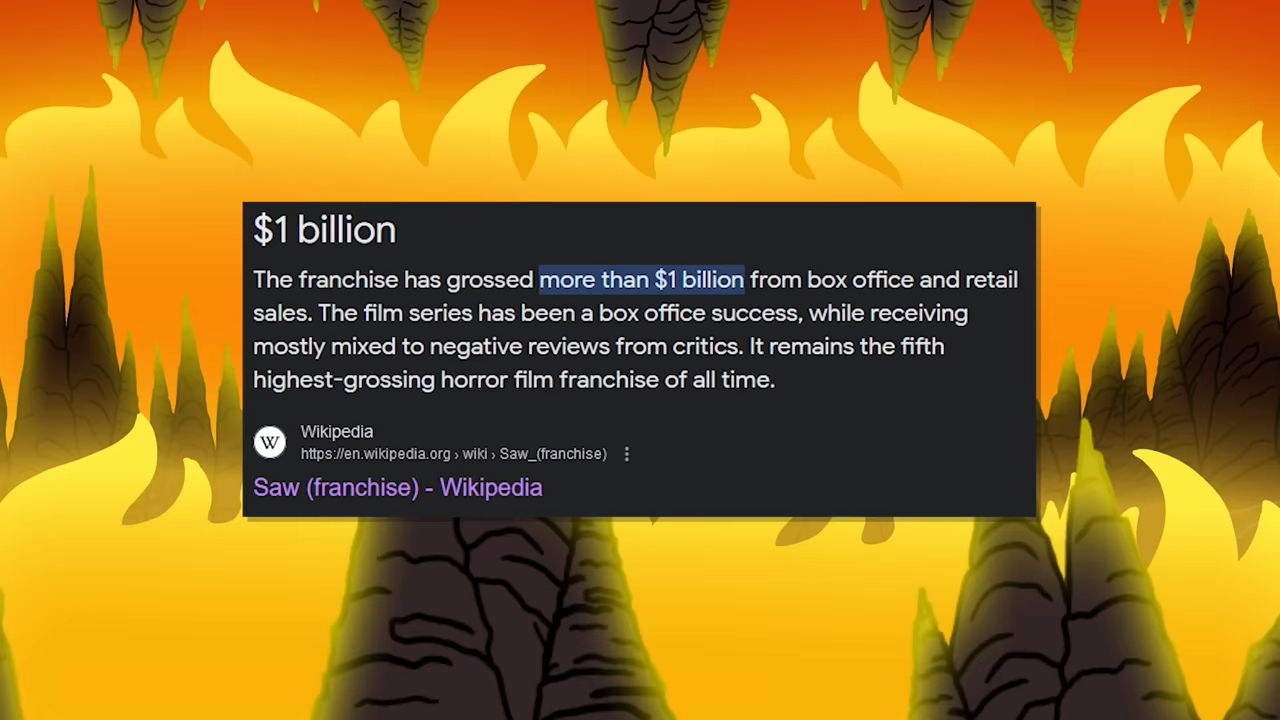 $1 billion
The franchise has grossed more than $1 billion from box office and retail
sales. The film series has been a box office success, while receiving
mostly mixed to negative reviews from critics. It remains the fifth
highest-grossing horror film franchise of all time.
W
Wikipedia
https://en.wikipedia.org › wiki › Saw_(franchise)
Saw (franchise) - Wikipedia